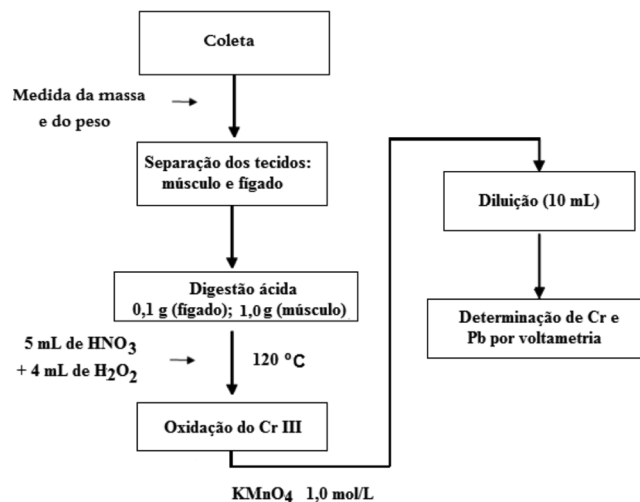 Coleta
Medida da massa
e do peso
Separação dos tecidos:
músculo e fígado
Digestão ácida
0,1 g (fígado); 1,0 g (músculo)
5 mL de HNO3
+ 4 mL de H2O2
120 °C
Oxidação do Cr III
KMnO4 1,0 mol/L
Diluição (10 mL)
Determinação de Cr e
Pb por voltametria